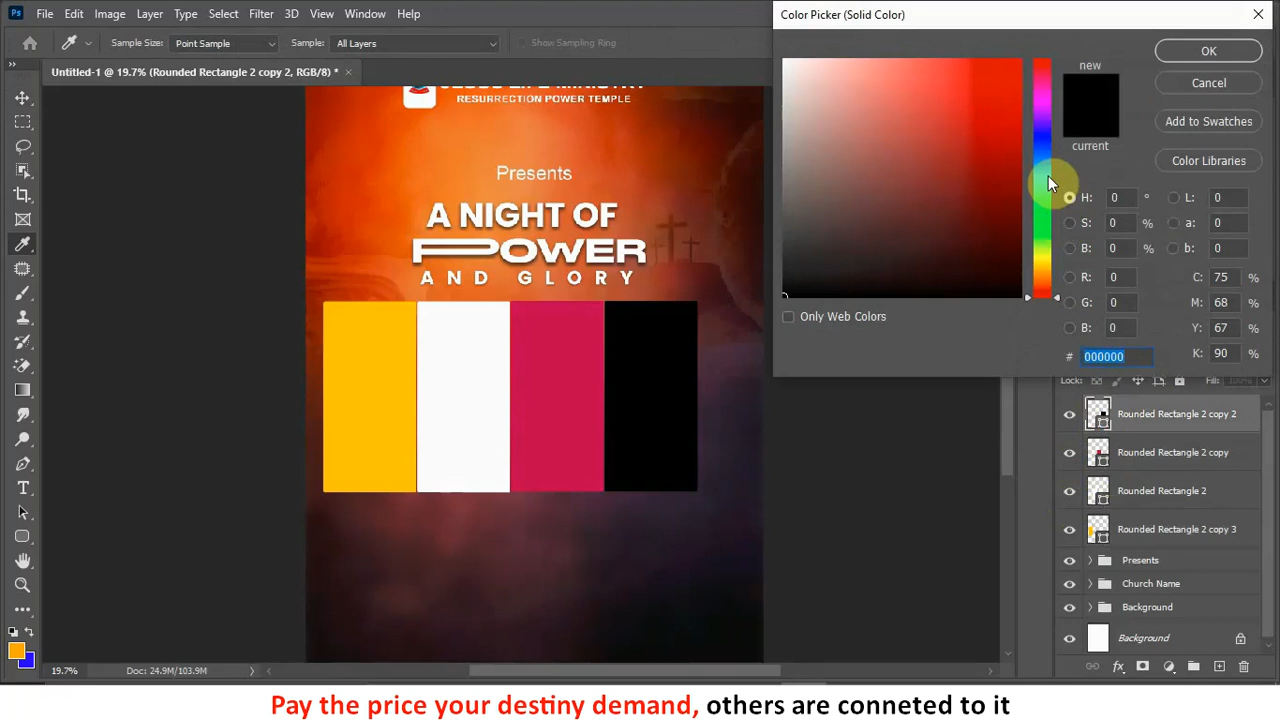 Ps File Edit Image Layer Type Select Filter 3D View Window Help
Sample Size: Point Sample Sample: All Layers Show Sampling Ring
Untitled-1 @ 19.7% (Rounded Rectangle 2 copy 2, RGB/8) * ×
RESURRECTION POWER TEMPLE
Presents
A NIGHT OF
POWER
AND GLORY
Color Picker (Solid Color)
new
current
OK
Cancel
Add to Swatches
Color Libraries
H: 0 ° L: 0
S: 0 % a: 0
B: 0 % b: 0
R: 0 C: 75 %
G: 0 M: 68 %
B: 0 Y: 67 %
# 000000 K: 90 %
Only Web Colors
Lock: Fill: 100%
Rounded Rectangle 2 copy 2
Rounded Rectangle 2 copy
Rounded Rectangle 2
Rounded Rectangle 2 copy 3
Presents
Church Name
Background
Background
19.7% Doc: 24.9M/103.9M
Pay the price your destiny demand, others are conneted to it